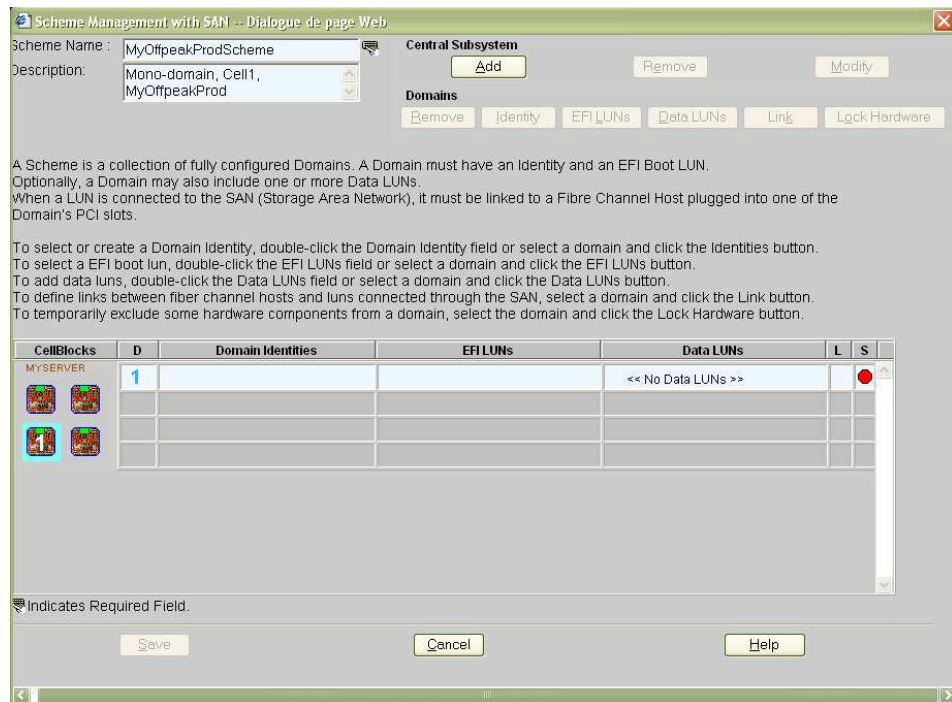 Scheme Management with SAN -- Dialogue de page Web
Scheme Name :
MyOffpeakProdScheme
Description:
Mono-domain, Cell1,
MyOffpeakProd
Central Subsystem
Add
Remove
Modify
Domains
Remove
Identity
EFI LUNs
Data LUNs
Link
Lock Hardware
A Scheme is a collection of fully configured Domains. A Domain must have an Identity and an EFI Boot LUN.
Optionally, a Domain may also include one or more Data LUNs.
When a LUN is connected to the SAN (Storage Area Network), it must be linked to a Fibre Channel Host plugged into one of the
Domain's PCI slots.
To select or create a Domain Identity, double-click the Domain Identity field or select a domain and click the Identities button.
To select a EFI boot lun, double-click the EFI LUNs field or select a domain and click the EFI LUNs button.
To add data luns, double-click the Data LUNs field or select a domain and click the Data LUNs button.
To define links between fiber channel hosts and luns connected through the SAN, select a domain and click the Link button.
To temporarily exclude some hardware components from a domain, select the domain and click the Lock Hardware button.
CellBlocks D Domain Identities EFI LUNs Data LUNs L S
MYSERVER
1 << No Data LUNs >>
1
Indicates Required Field.
Save
Cancel
Help